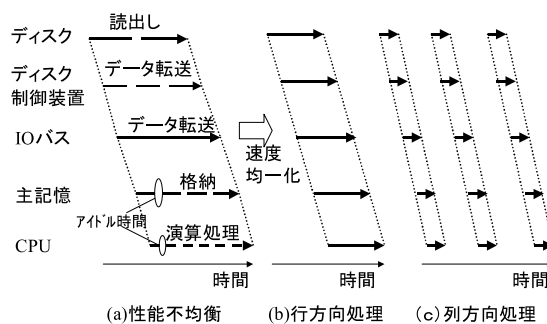 ディスク
読出し
ディスク
制御装置
データ転送
IOバス
データ転送
速度
均一化
主記憶
格納
アイドル時間
CPU
演算処理
時間
時間
時間
(a)性能不均衡
(b)行方向処理
(c)列方向処理